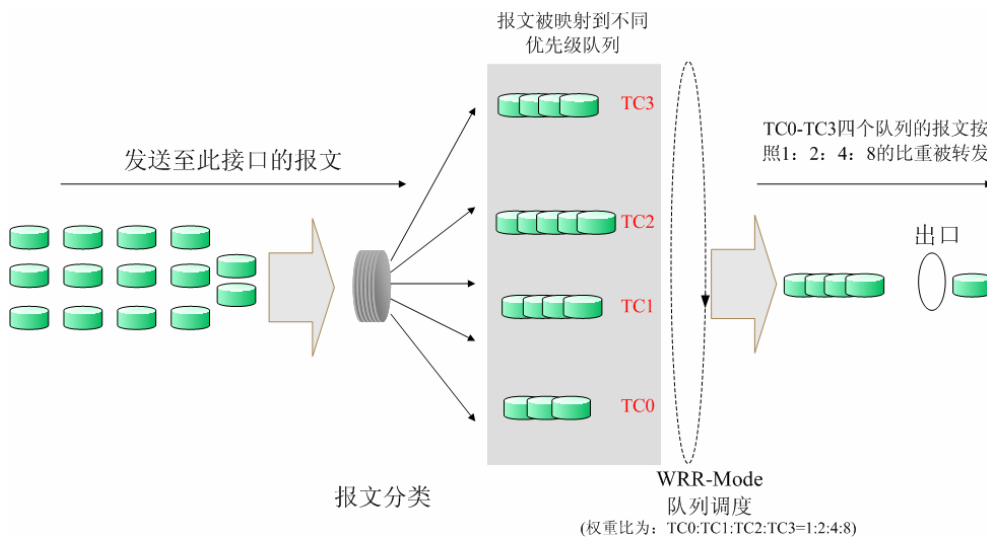 报文被映射到不同
优先级队列
TC3
发送至此接口的报文
TC0-TC3四个队列的报文按
照1：2：4：8的比重被转发
TC2
出口
TC1
TC0
报文分类
WRR-Mode
队列调度
(权重比为：TC0:TC1:TC2:TC3=1:2:4:8)